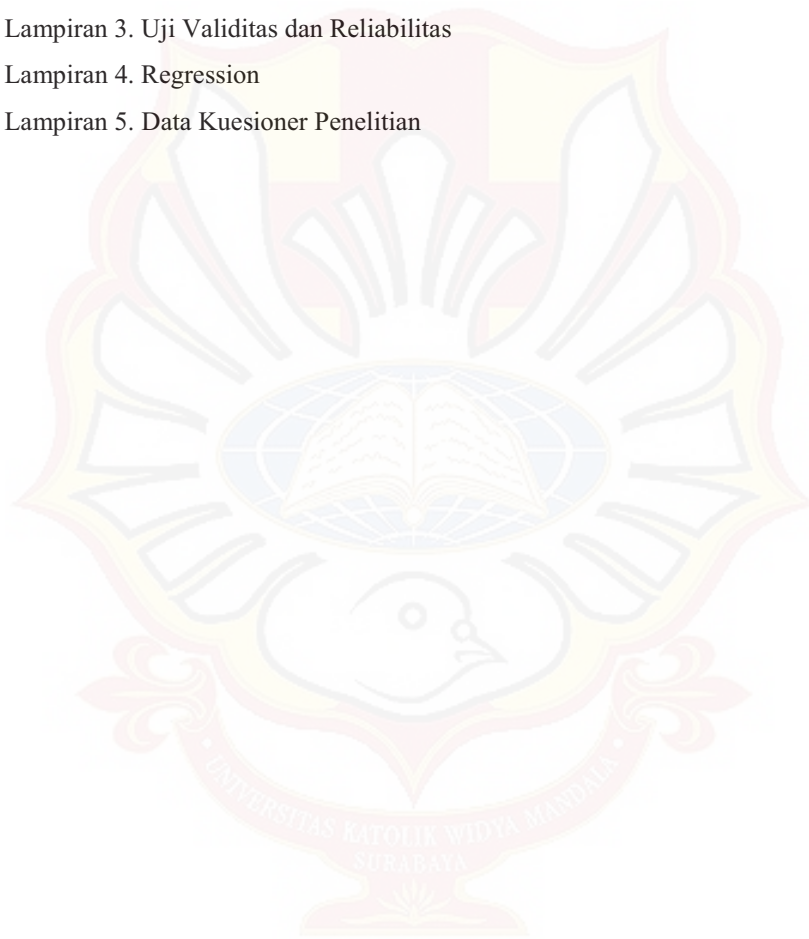 Lampiran 3. Uji Validitas dan Reliabilitas
Lampiran 4. Regression
Lampiran 5. Data Kuesioner Penelitian
UNIVERSITAS KATOLIK WIDYA MANDALA
SURABAYA